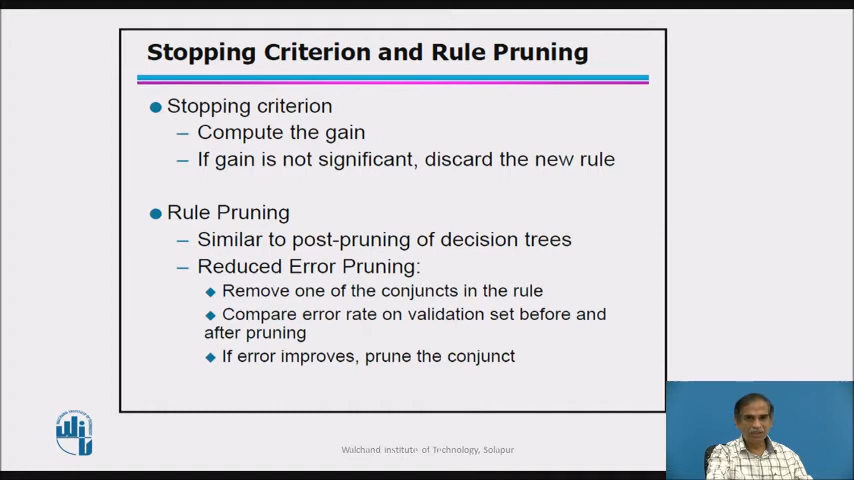 Stopping Criterion and Rule Pruning
Stopping criterion
– Compute the gain
– If gain is not significant, discard the new rule
Rule Pruning
– Similar to post-pruning of decision trees
– Reduced Error Pruning:
Remove one of the conjuncts in the rule
Compare error rate on validation set before and
after pruning
If error improves, prune the conjunct
Walchand Institute of Technology, Solapur